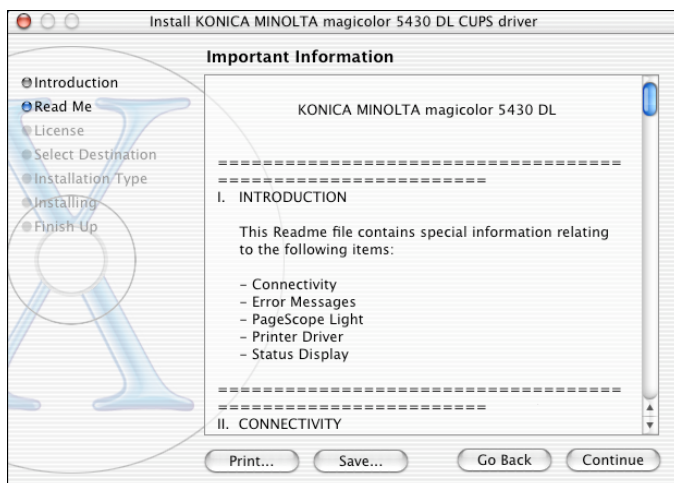 Install KONICA MINOLTA magicolor 5430 DL CUPS driver
Important Information
Introduction
Read Me
License
Select Destination
Installation Type
Installing
Finish Up
KONICA MINOLTA magicolor 5430 DL
====================================
========================
I. INTRODUCTION
This Readme file contains special information relating
to the following items:
– Connectivity
– Error Messages
– PageScope Light
– Printer Driver
– Status Display
====================================
========================
II. CONNECTIVITY
Print... Save... Go Back Continue